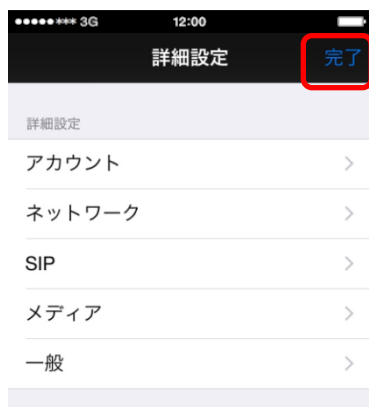 ●●●●●*** 3G 12:00
詳細設定 完了
詳細設定
アカウント
ネットワーク
SIP
メディア
一般